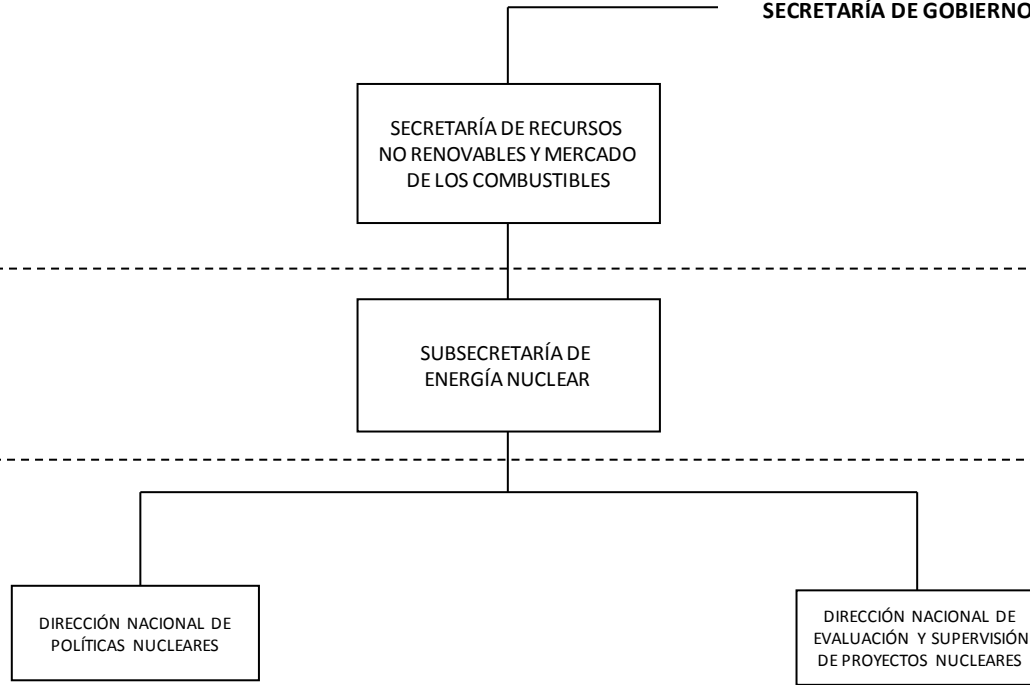 SECRETARÍA DE GOBIERNO
SECRETARÍA DE RECURSOS
NO RENOVABLES Y MERCADO
DE LOS COMBUSTIBLES
SUBSECRETARÍA DE
ENERGÍA NUCLEAR
DIRECCIÓN NACIONAL DE
POLÍTICAS NUCLEARES
DIRECCIÓN NACIONAL DE
EVALUACIÓN Y SUPERVISIÓN
DE PROYECTOS NUCLEARES